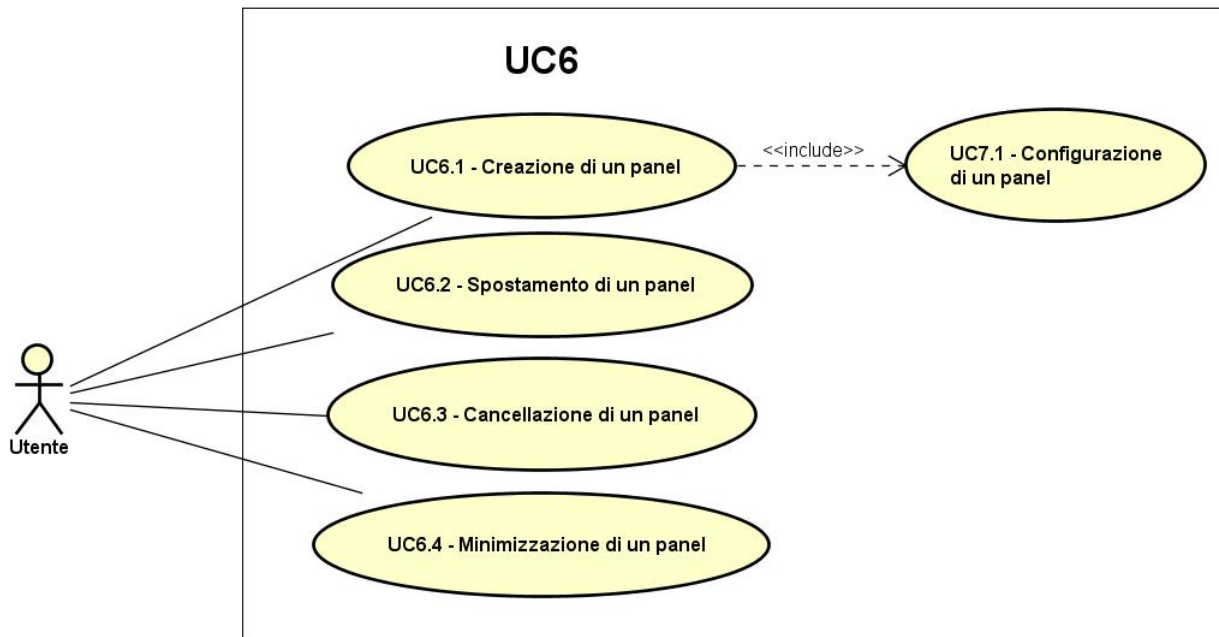 UC6
UC6.1 - Creazione di un panel
<<include>>
UC7.1 - Configurazione
di un panel
UC6.2 - Spostamento di un panel
UC6.3 - Cancellazione di un panel
Utente
UC6.4 - Minimizzazione di un panel